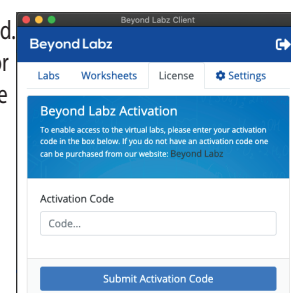 d.
or
e
Beyond Labz Client
Beyond Labz
Labs Worksheets License Settings
Beyond Labz Activation
To enable access to the virtual labs, please enter your activation
code in the box below. If you do not have an activation code one
can be purchased from our website: Beyond Labz
Activation Code
Code...
Submit Activation Code